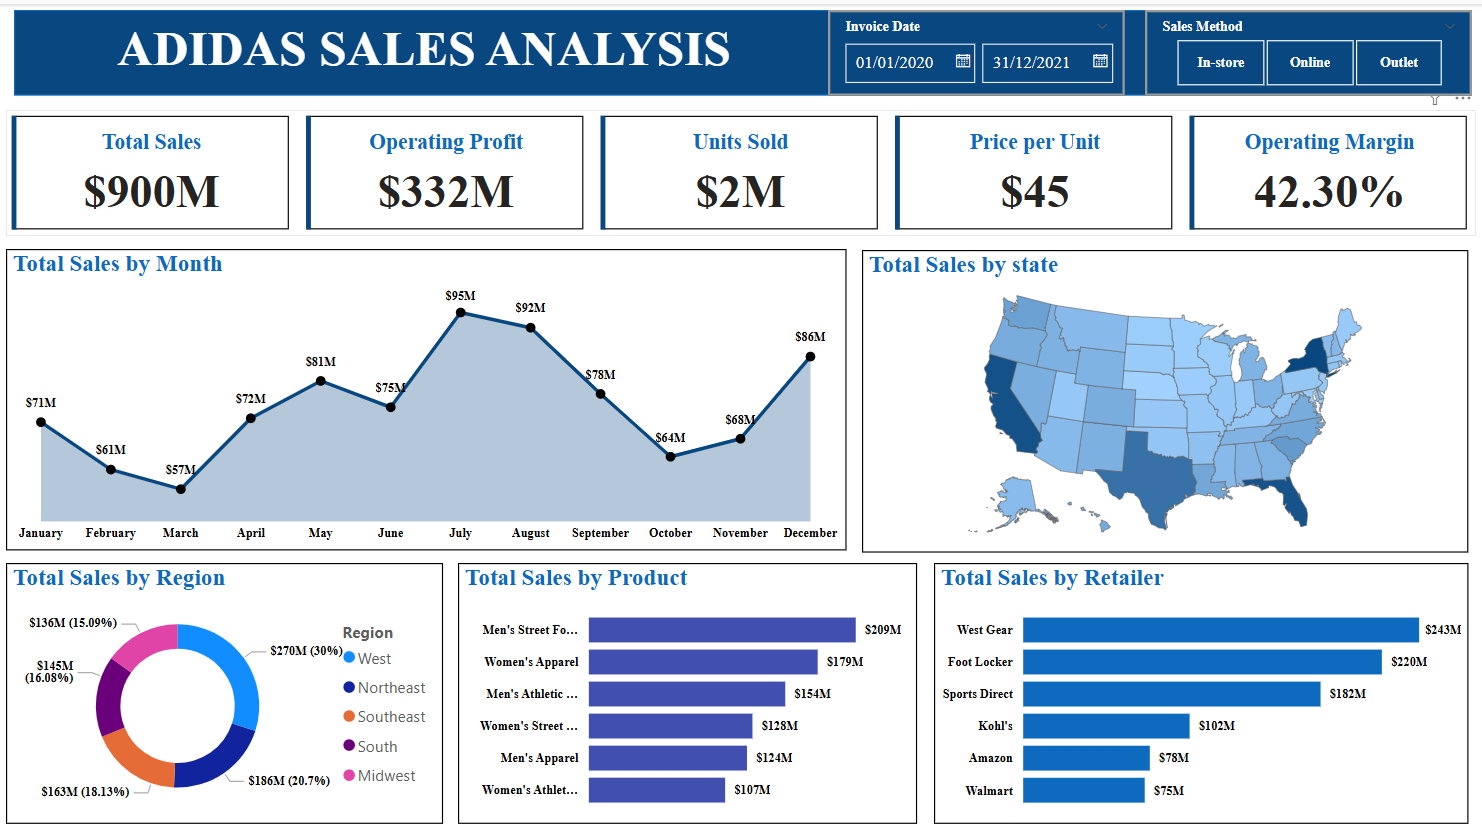 ADIDAS SALES ANALYSIS
Invoice Date
01/01/2020 31/12/2021
Sales Method
In-store Online Outlet
Total Sales
$900M
Operating Profit
$332M
Units Sold
$2M
Price per Unit
$45
Operating Margin
42.30%
Total Sales by Month
$71M
$61M
$57M
$72M
$81M
$75M
$95M
$92M
$78M
$64M
$68M
$86M
January February March April May June July August September October November December
Total Sales by state
Total Sales by Region
$136M (15.09%)
$145M
(16.08%)
$163M (18.13%)
$270M (30%)
$186M (20.7%)
Region
West
Northeast
Southeast
South
Midwest
Total Sales by Product
Men's Street Fo... $209M
Women's Apparel $179M
Men's Athletic ... $154M
Women's Street ... $128M
Men's Apparel $124M
Women's Athlet... $107M
Total Sales by Retailer
West Gear $243M
Foot Locker $220M
Sports Direct $182M
Kohl's $102M
Amazon $78M
Walmart $75M